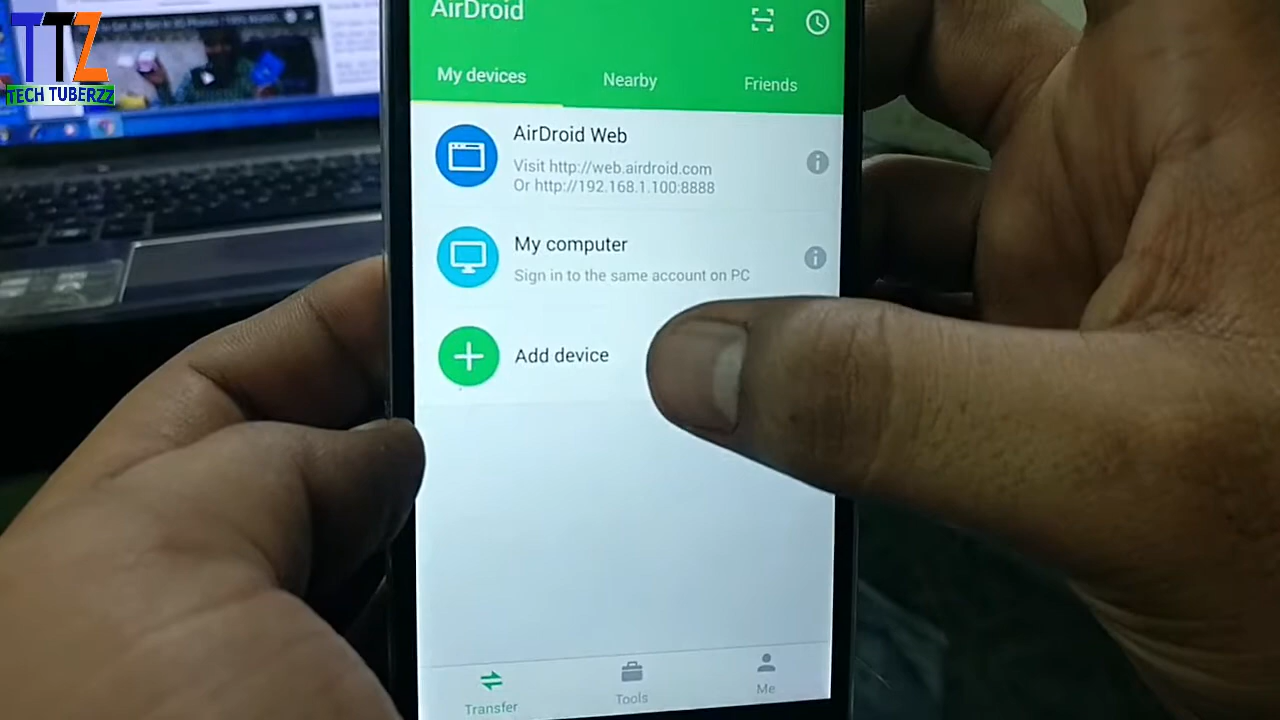 TTZ
TECH TUBERZZ
AirDroid
My devices
Nearby
Friends
AirDroid Web
Visit http://web.airdroid.com
Or http://192.168.1.100:8888
My computer
Sign in to the same account on PC
Add device
Transfer
Tools
Me